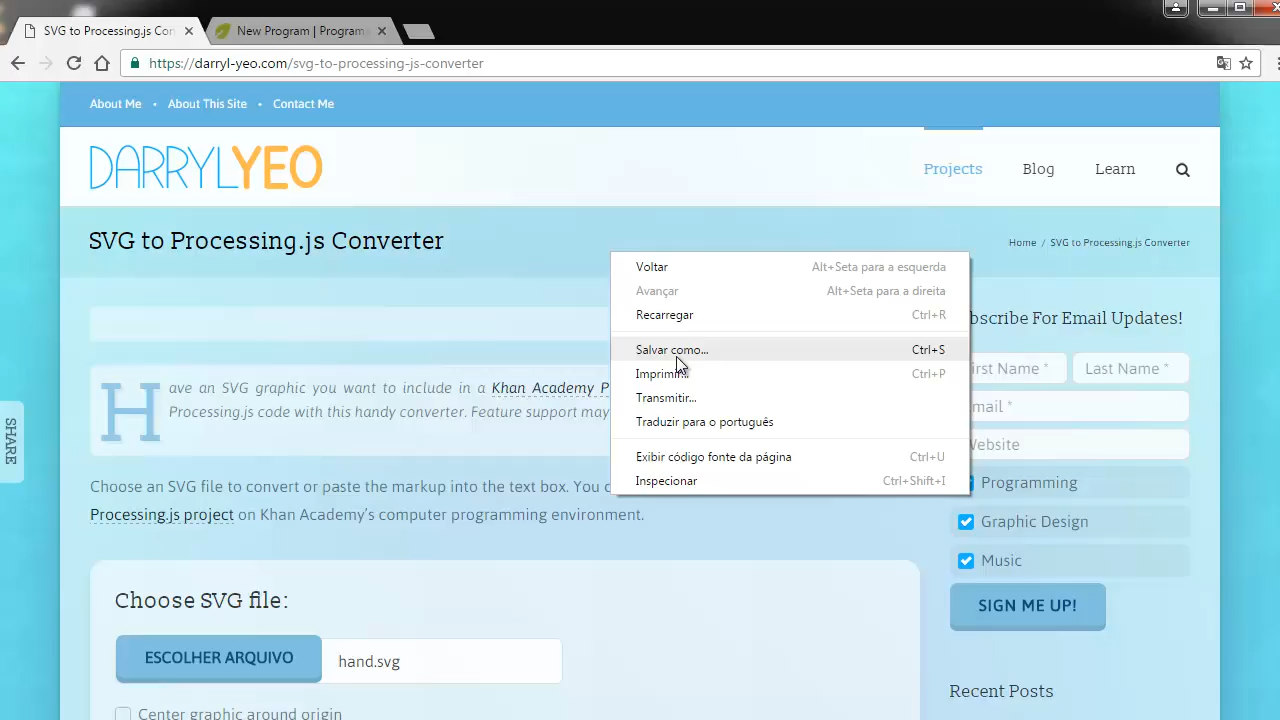 SVG to Processing.js Con
New Program | Programa
https://darryl-yeo.com/svg-to-processing-js-converter
About Me • About This Site • Contact Me
DARRYLYEO
Projects Blog Learn
SVG to Processing.js Converter
Home / SVG to Processing.js Converter
Voltar Alt+Seta para a esquerda
Avançar Alt+Seta para a direita
Recarregar Ctrl+R
Salvar como... Ctrl+S
Imprimir... Ctrl+P
Transmitir... 
Traduzir para o português
Exibir código fonte da página Ctrl+U
Inspecionar Ctrl+Shift+I
Have an SVG graphic you want to include in a Khan Academy P
Processing.js code with this handy converter. Feature support may
Choose an SVG file to convert or paste the markup into the text box. You c
Processing.js project on Khan Academy's computer programming environment.
SHARE
Choose SVG file:
ESCOLHER ARQUIVO hand.svg
Center graphic around origin
bscribe For Email Updates!
irst Name * Last Name *
mail *
Website
Programming
Graphic Design
Music
SIGN ME UP!
Recent Posts